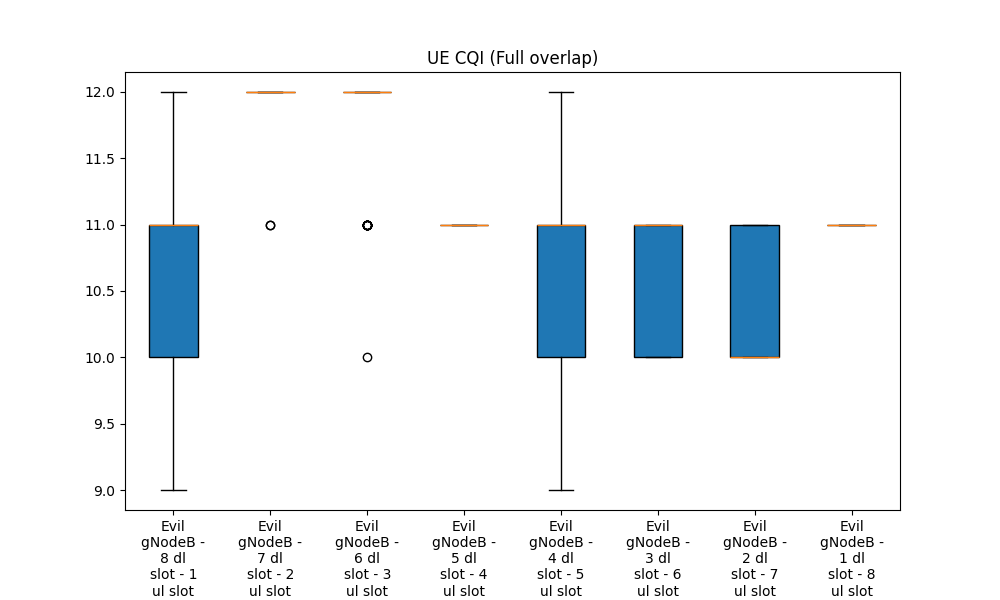 UE CQI (Full overlap)
12.0
11.5
11.0
10.5
10.0
9.5
9.0
Evil
gNodeB -
8 dl
slot - 1
ul slot
Evil
gNodeB -
7 dl
slot - 2
ul slot
Evil
gNodeB -
6 dl
slot - 3
ul slot
Evil
gNodeB -
5 dl
slot - 4
ul slot
Evil
gNodeB -
4 dl
slot - 5
ul slot
Evil
gNodeB -
3 dl
slot - 6
ul slot
Evil
gNodeB -
2 dl
slot - 7
ul slot
Evil
gNodeB -
1 dl
slot - 8
ul slot